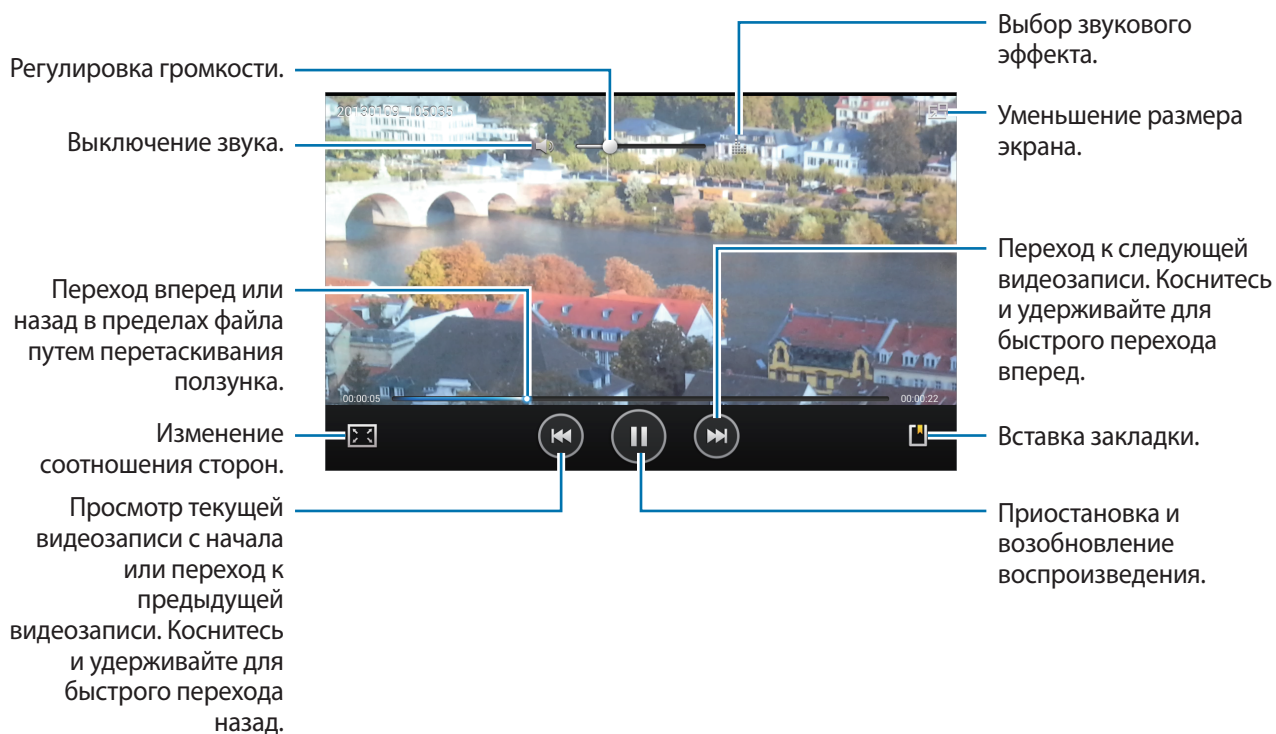 Регулировка громкости.
Выключение звука.
Переход вперед или
назад в пределах файла
путем перетаскивания
ползунка.
Изменение
соотношения сторон.
Просмотр текущей
видеозаписи с начала
или переход к
предыдущей
видеозаписи. Коснитесь
и удерживайте для
быстрого перехода
назад.
20130109_105035
00:00:05
00:00:22
Выбор звукового
эффекта.
Уменьшение размера
экрана.
Переход к следующей
видеозаписи. Коснитесь
и удерживайте для
быстрого перехода
вперед.
Вставка закладки.
Приостановка и
возобновление
воспроизведения.